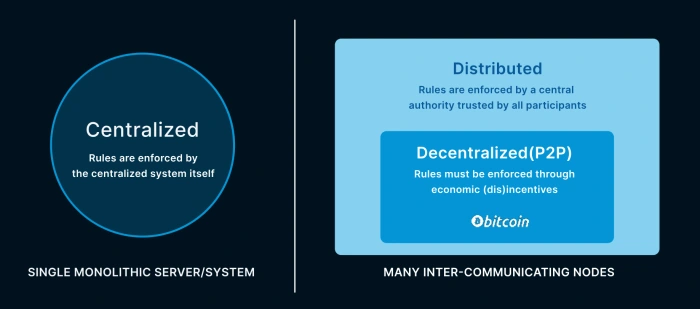 Centralized
Rules are enforced by
the centralized system itself
SINGLE MONOLITHIC SERVER/SYSTEM
Distributed
Rules are enforced by a central
authority trusted by all participants
Decentralized(P2P)
Rules must be enforced through
economic (dis)incentives
bitcoin
MANY INTER-COMMUNICATING NODES